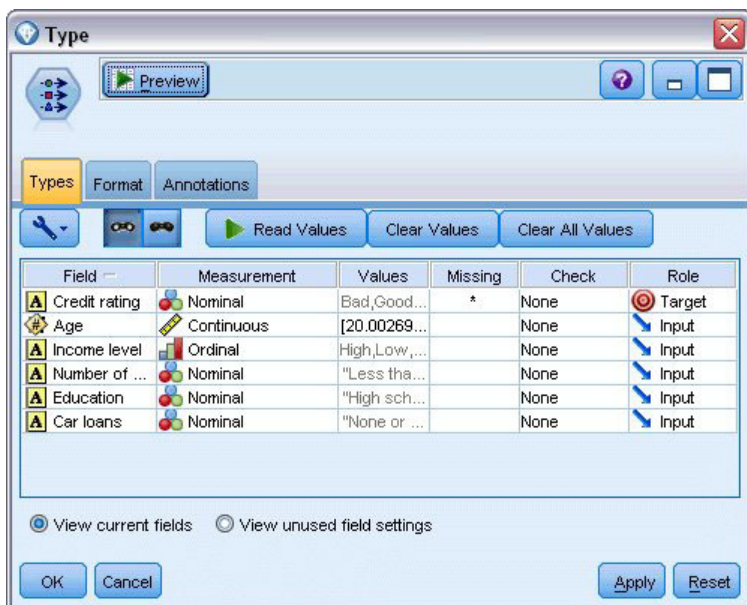 Type
Preview
?
Types Format Annotations
Read Values Clear Values Clear All Values
Field Measurement Values Missing Check Role
A Credit rating Nominal Bad,Good... * None Target
# Age Continuous [20.00269... None Input
A Income level Ordinal High,Low,... None Input
A Number of ... Nominal "Less tha... None Input
A Education Nominal "High sch... None Input
A Car loans Nominal "None or ... None Input
View current fields View unused field settings
OK Cancel Apply Reset